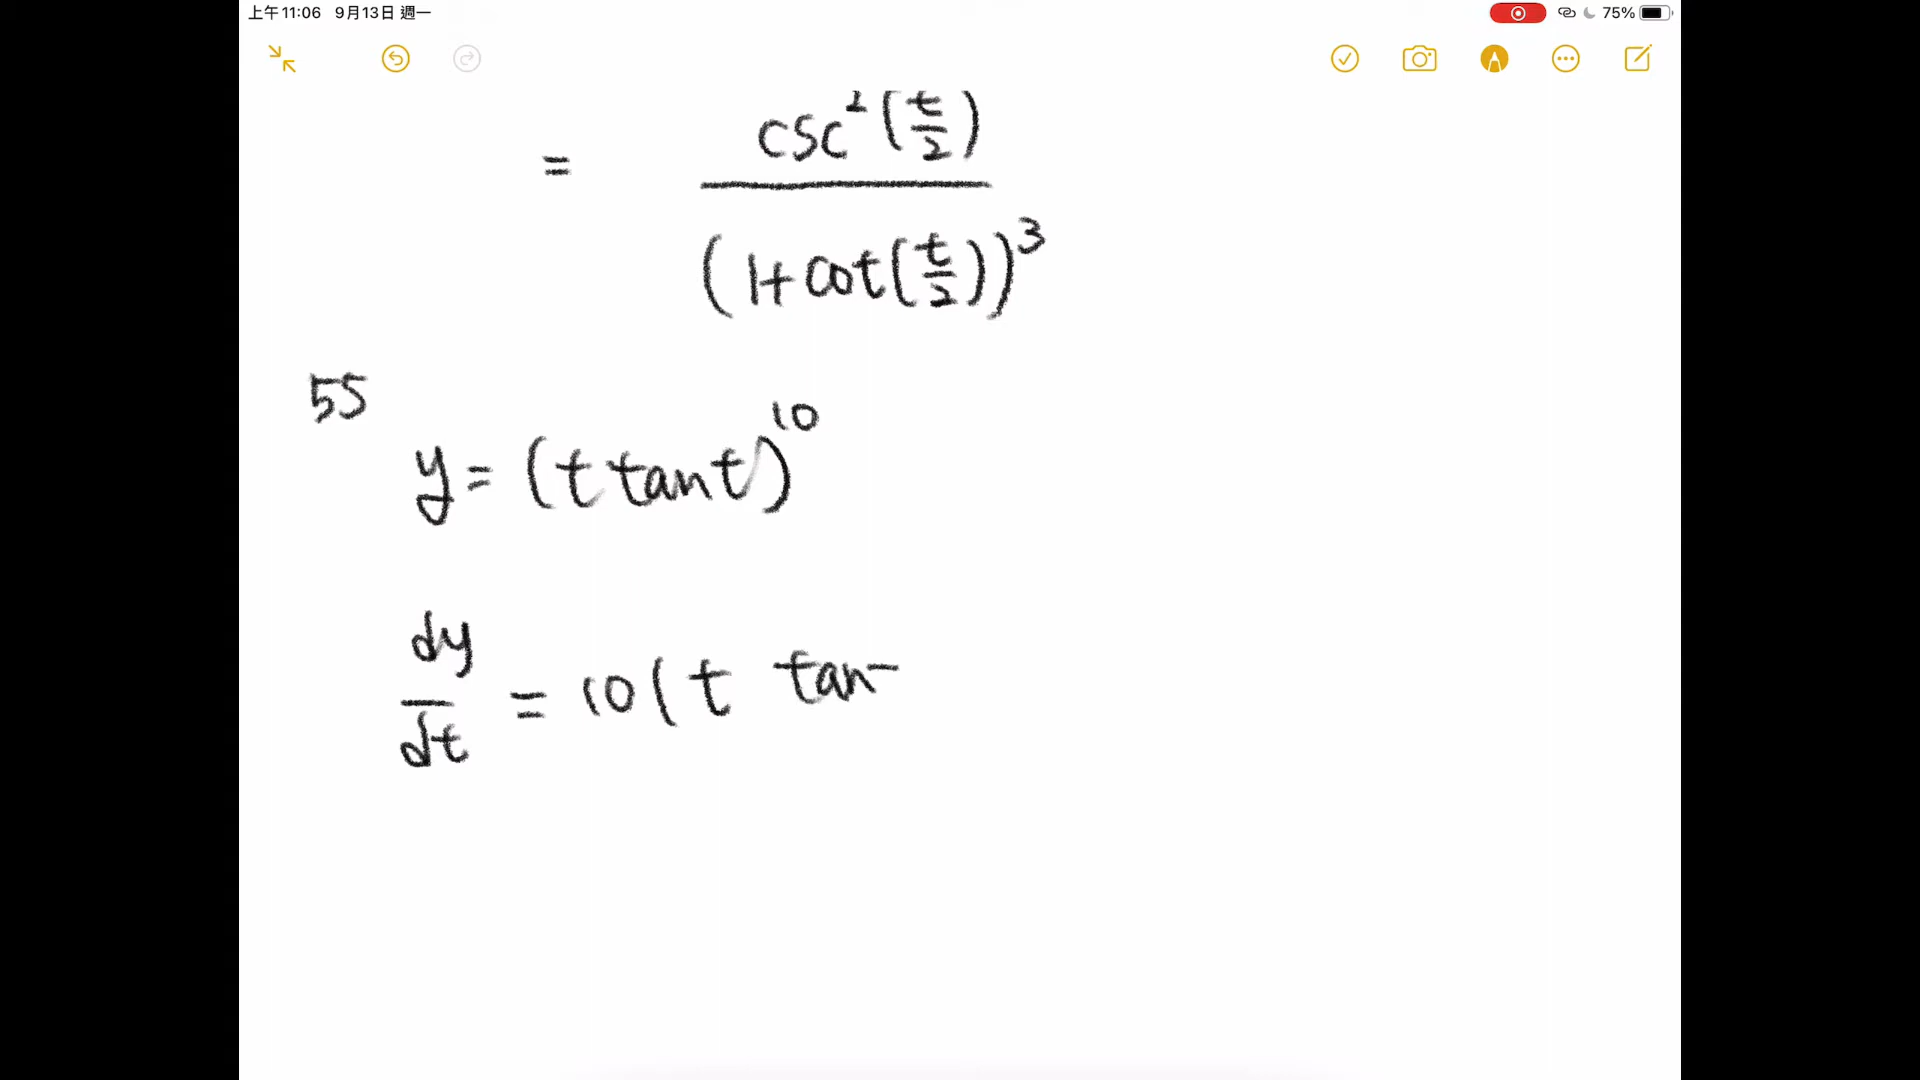 上午11:06 9月13日 週一 75%
= csc²(t/2) / (1+cot(t/2))³
55
y = (t tant)¹⁰
dy/dt = 10(t tan